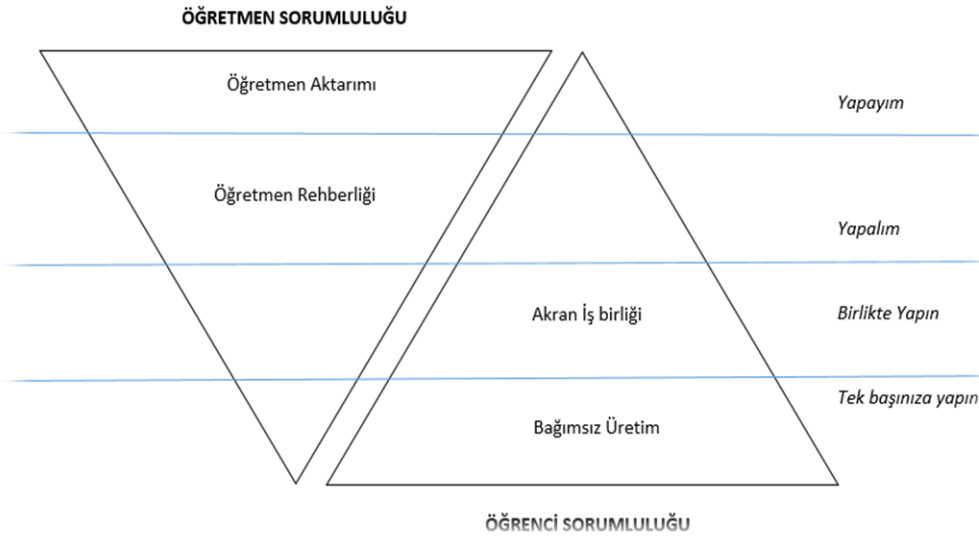 ÖĞRETMEN SORUMLULUĞU
Öğretmen Aktarımı
Yapayım
Öğretmen Rehberliği
Yapalım
Akran İş birliği
Birlikte Yapın
Tek başınıza yapın
Bağımsız Üretim
ÖĞRENCİ SORUMLULUĞU